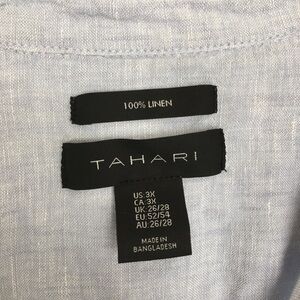 100% LINEN
TAHARI
US 3X
CA 3X
UK 26/28
EU 52/54
AU 26/28
MADE IN
BANGLADESH